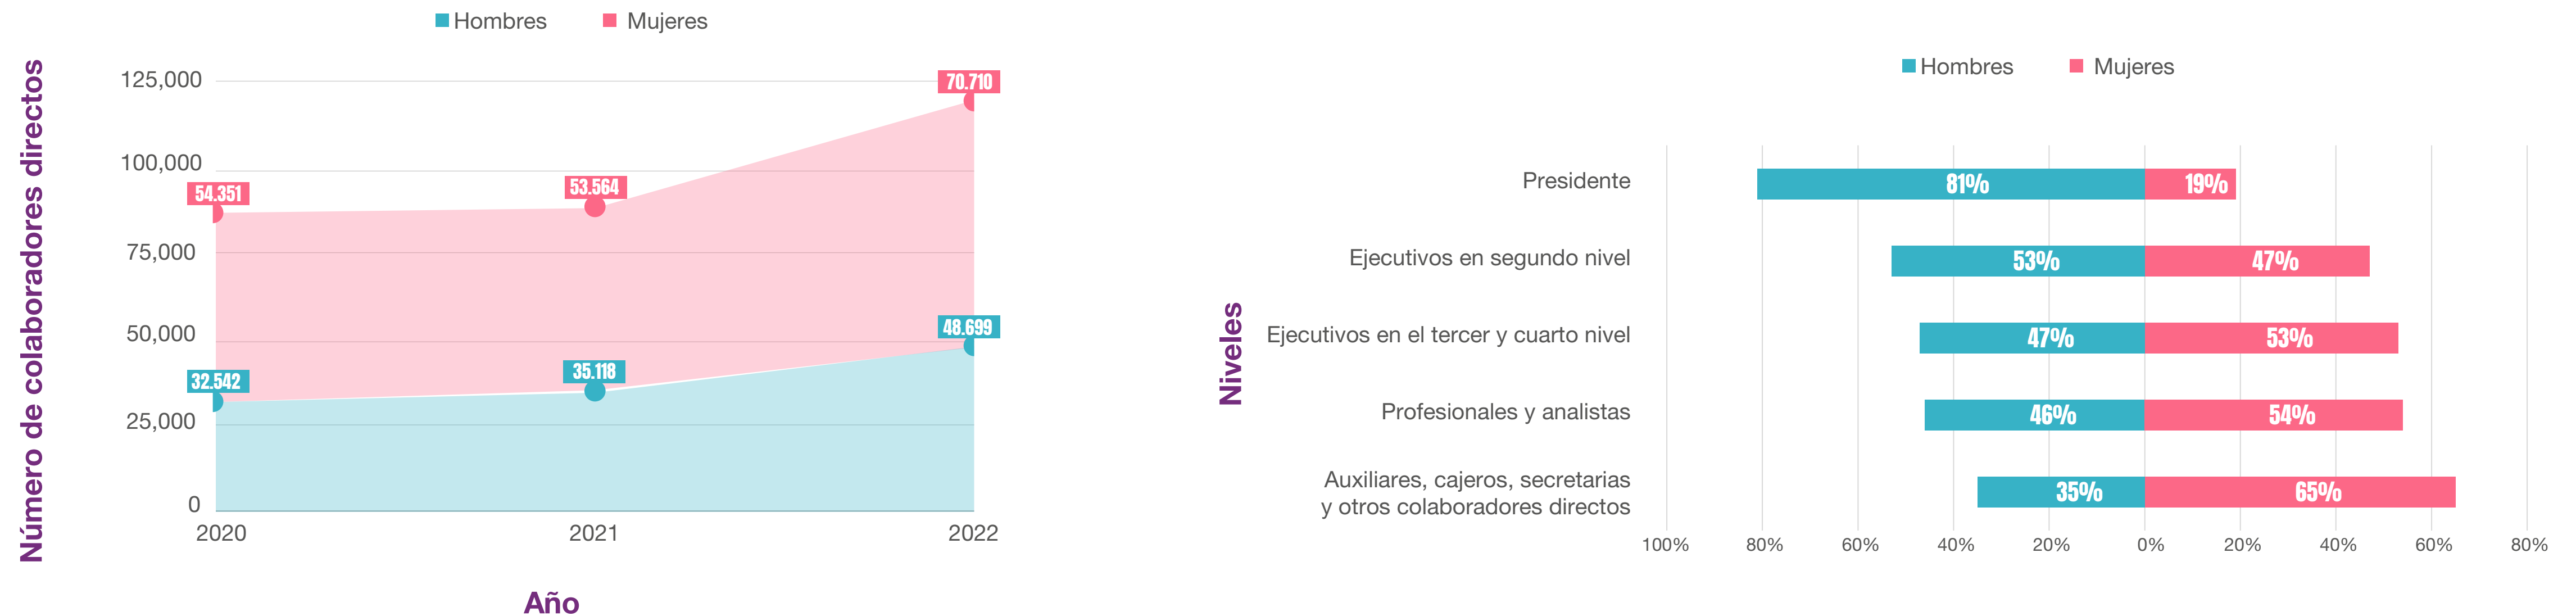 Hombres Mujeres
Número de colaboradores directos
125,000
100,000
75,000
50,000
25,000
0
70.710
54.351
53.564
48.699
35.118
32.542
2020 2021 2022
Año
Hombres Mujeres
Niveles
Presidente
81% 19%
Ejecutivos en segundo nivel
53% 47%
Ejecutivos en el tercer y cuarto nivel
47% 53%
Profesionales y analistas
46% 54%
Auxiliares, cajeros, secretarias
y otros colaboradores directos
35% 65%
100% 80% 60% 40% 20% 0% 20% 40% 60% 80%